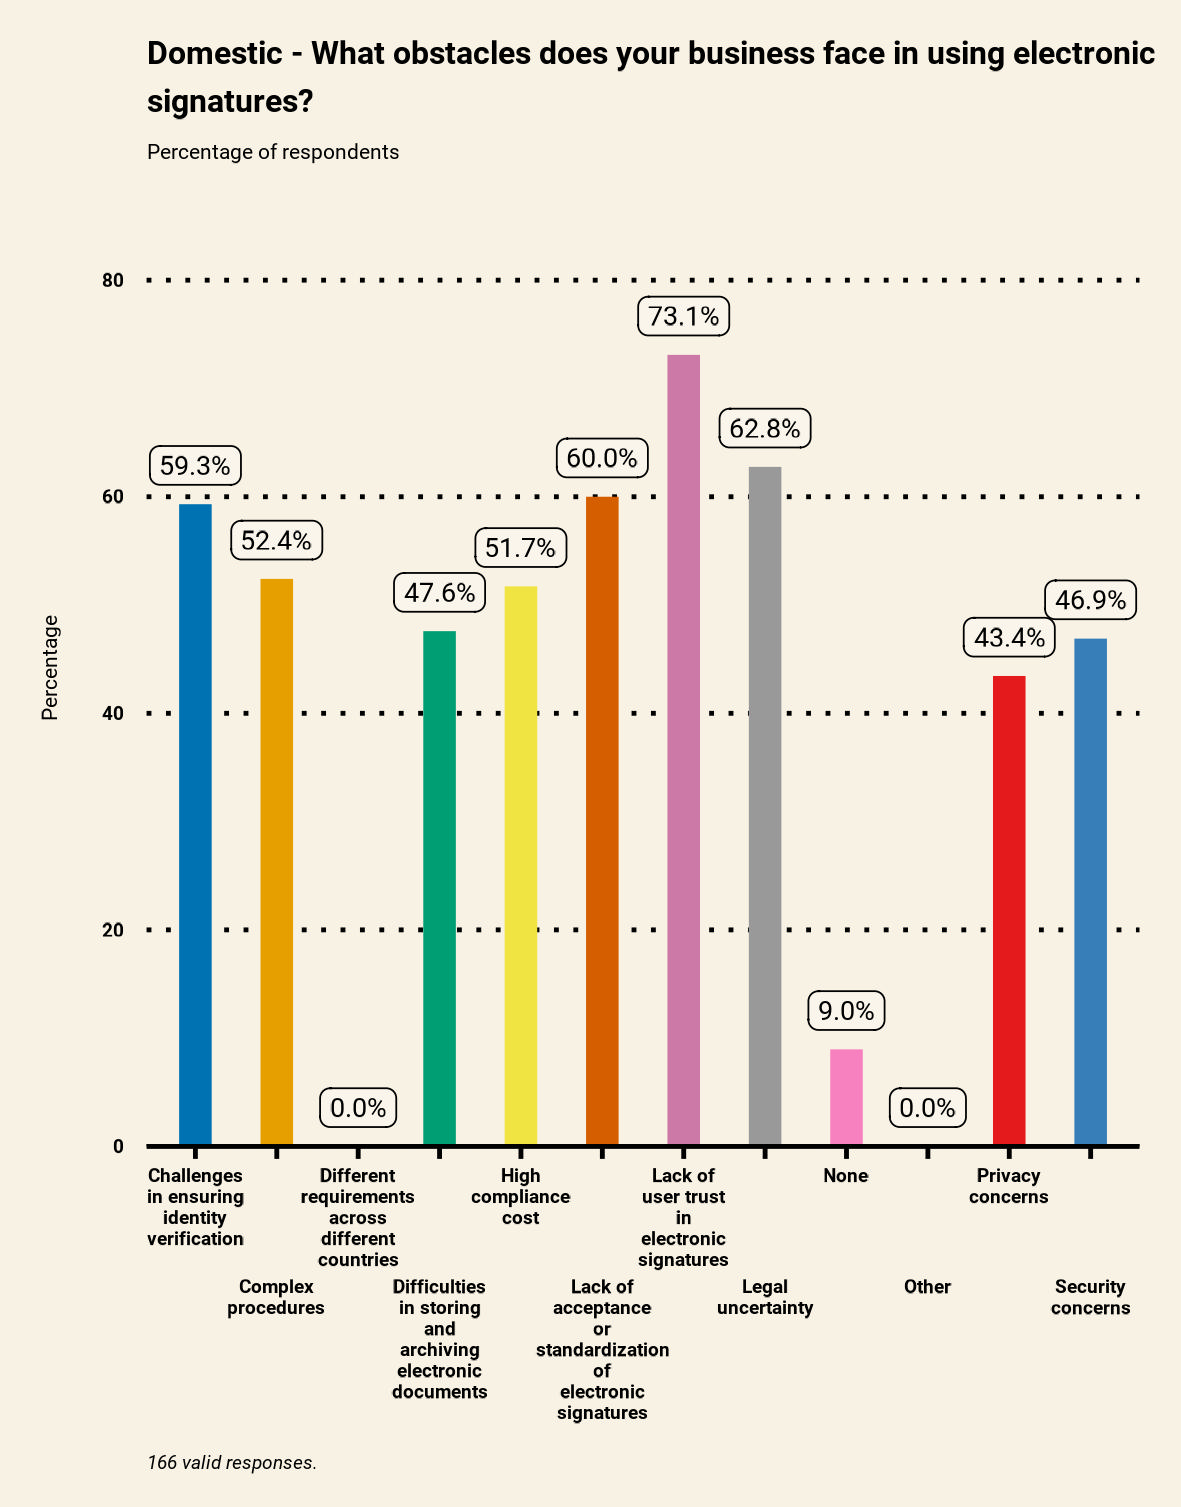 Domestic - What obstacles does your business face in using electronic
signatures?
Percentage of respondents
80
73.1%
62.8%
60.0%
59.3%
60
52.4%
51.7%
47.6%
46.9%
43.4%
Percentage
40
20
9.0%
0.0%
0.0%
0
Challenges
in ensuring
identity
verification
Complex
procedures
Different
requirements
across
different
countries
Difficulties
in storing
and
archiving
electronic
documents
High
compliance
cost
Lack of
acceptance
or
standardization
of
electronic
signatures
Lack of
user trust
in
electronic
signatures
Legal
uncertainty
None
Other
Privacy
concerns
Security
concerns
166 valid responses.